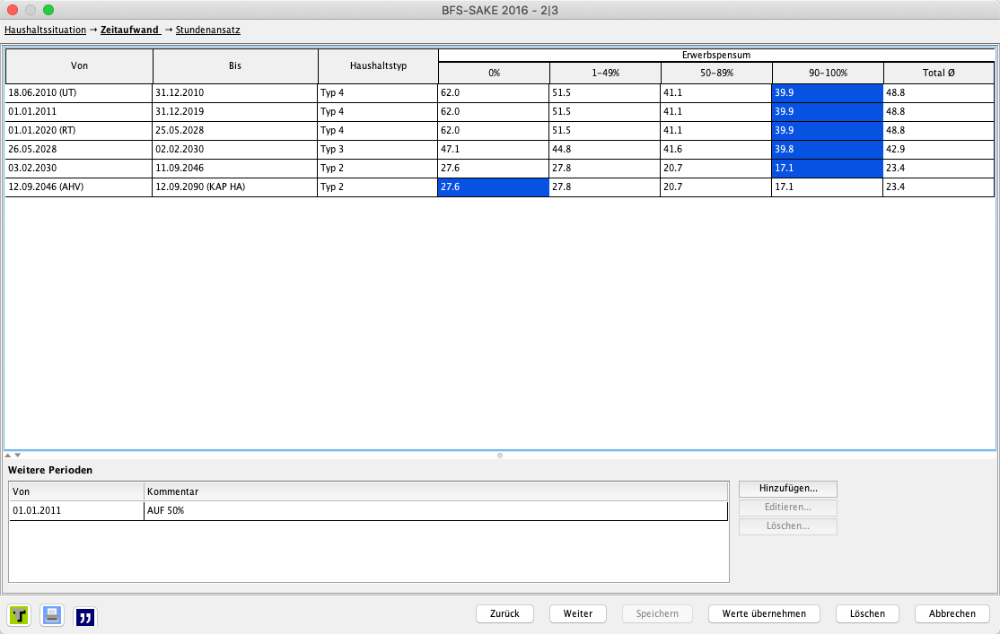 BFS-SAKE 2016 - 2|3
Haushaltssituation → Zeitaufwand → Stundenansatz
Von Bis Haushaltstyp Erwerbspensum
0% 1-49% 50-89% 90-100% Total Ø
18.06.2010 (UT) 31.12.2010 Typ 4 62.0 51.5 41.1 39.9 48.8
01.01.2011 31.12.2019 Typ 4 62.0 51.5 41.1 39.9 48.8
01.01.2020 (RT) 25.05.2028 Typ 4 62.0 51.5 41.1 39.9 48.8
26.05.2028 02.02.2030 Typ 3 47.1 44.8 41.6 39.8 42.9
03.02.2030 11.09.2046 Typ 2 27.6 27.8 20.7 17.1 23.4
12.09.2046 (AHV) 12.09.2090 (KAP HA) Typ 2 27.6 27.8 20.7 17.1 23.4
Weitere Perioden
Von Kommentar
01.01.2011 AUF 50%
Hinzufügen...
Editieren...
Löschen...
Zurück Weiter Speichern Werte übernehmen Löschen Abbrechen